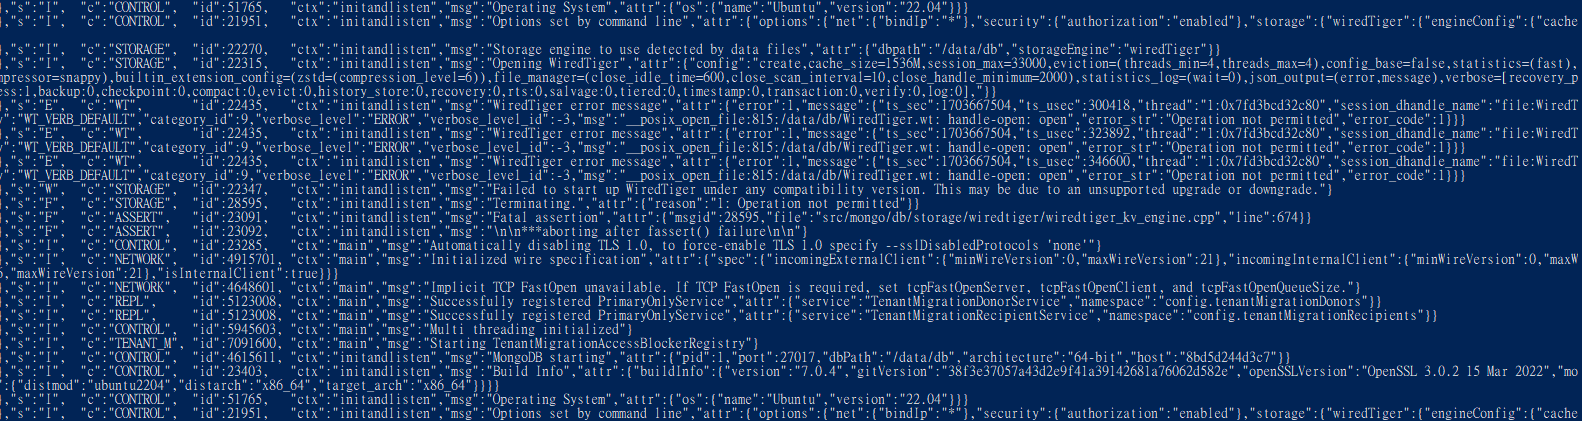 },"s":"I",  "c":"CONTROL",  "id":51765,   "ctx":"initandlisten","msg":"Operating System","attr":{"os":{"name":"Ubuntu","version":"22.04"}}}
},"s":"I",  "c":"CONTROL",  "id":21951,   "ctx":"initandlisten","msg":"Options set by command line","attr":{"options":{"net":{"bindIp":"*"},"security":{"authorization":"enabled"},"storage":{"wiredTiger":{"engineConfig":{"cache
},"s":"I",  "c":"STORAGE",  "id":22270,   "ctx":"initandlisten","msg":"Storage engine to use detected by data files","attr":{"dbpath":"/data/db","storageEngine":"wiredTiger"}}
},"s":"I",  "c":"STORAGE",  "id":22315,   "ctx":"initandlisten","msg":"Opening WiredTiger","attr":{"config":"create,cache_size=1536M,session_max=33000,eviction=(threads_min=4,threads_max=4),config_base=false,statistics=(fast),
mpressor=snappy),builtin_extension_config=(zstd=(compression_level=6)),file_manager=(close_idle_time=600,close_scan_interval=10,close_handle_minimum=2000),statistics_log=(wait=0),json_output=(error,message),verbose=[recovery_p
ess:1,backup:0,checkpoint:0,compact:0,evict:0,history_store:0,recovery:0,rts:0,salvage:0,tiered:0,timestamp:0,transaction:0,verify:0,log:0],"}}
},"s":"E",  "c":"WT",       "id":22435,   "ctx":"initandlisten","msg":"WiredTiger error message","attr":{"error":1,"message":{"ts_sec":1703667504,"ts_usec":300418,"thread":"1:0x7fd3bcd32c80","session_dhandle_name":"file:WiredT
y":"WT_VERB_DEFAULT","category_id":9,"verbose_level":"ERROR","verbose_level_id":-3,"msg":"__posix_open_file:815:/data/db/WiredTiger.wt: handle-open: open","error_str":"Operation not permitted","error_code":1}}}
},"s":"E",  "c":"WT",       "id":22435,   "ctx":"initandlisten","msg":"WiredTiger error message","attr":{"error":1,"message":{"ts_sec":1703667504,"ts_usec":323892,"thread":"1:0x7fd3bcd32c80","session_dhandle_name":"file:WiredT
y":"WT_VERB_DEFAULT","category_id":9,"verbose_level":"ERROR","verbose_level_id":-3,"msg":"__posix_open_file:815:/data/db/WiredTiger.wt: handle-open: open","error_str":"Operation not permitted","error_code":1}}}
},"s":"E",  "c":"WT",       "id":22435,   "ctx":"initandlisten","msg":"WiredTiger error message","attr":{"error":1,"message":{"ts_sec":1703667504,"ts_usec":346600,"thread":"1:0x7fd3bcd32c80","session_dhandle_name":"file:WiredT
y":"WT_VERB_DEFAULT","category_id":9,"verbose_level":"ERROR","verbose_level_id":-3,"msg":"__posix_open_file:815:/data/db/WiredTiger.wt: handle-open: open","error_str":"Operation not permitted","error_code":1}}}
},"s":"W",  "c":"STORAGE",  "id":22347,   "ctx":"initandlisten","msg":"Failed to start up WiredTiger under any compatibility version. This may be due to an unsupported upgrade or downgrade."}
},"s":"F",  "c":"STORAGE",  "id":28595,   "ctx":"initandlisten","msg":"Terminating.","attr":{"reason":"1: Operation not permitted"}}
},"s":"F",  "c":"ASSERT",   "id":23091,   "ctx":"initandlisten","msg":"Fatal assertion","attr":{"msgid":28595,"file":"src/mongo/db/storage/wiredtiger/wiredtiger_kv_engine.cpp","line":674}}
},"s":"F",  "c":"ASSERT",   "id":23092,   "ctx":"initandlisten","msg":"\n\n***aborting after fassert() failure\n\n"}
},"s":"I",  "c":"CONTROL",  "id":23285,   "ctx":"main","msg":"Automatically disabling TLS 1.0, to force-enable TLS 1.0 specify --sslDisabledProtocols 'none'"}
},"s":"I",  "c":"NETWORK",  "id":4915701, "ctx":"main","msg":"Initialized wire specification","attr":{"spec":{"incomingExternalClient":{"minWireVersion":0,"maxWireVersion":21},"incomingInternalClient":{"minWireVersion":0,"maxW
6,"maxWireVersion":21},"isInternalClient":true}}}
},"s":"I",  "c":"NETWORK",  "id":4648601, "ctx":"main","msg":"Implicit TCP FastOpen unavailable. If TCP FastOpen is required, set tcpFastOpenServer, tcpFastOpenClient, and tcpFastOpenQueueSize."}
},"s":"I",  "c":"REPL",     "id":5123008, "ctx":"main","msg":"Successfully registered PrimaryOnlyService","attr":{"service":"TenantMigrationDonorService","namespace":"config.tenantMigrationDonors"}}
},"s":"I",  "c":"REPL",     "id":5123008, "ctx":"main","msg":"Successfully registered PrimaryOnlyService","attr":{"service":"TenantMigrationRecipientService","namespace":"config.tenantMigrationRecipients"}}
},"s":"I",  "c":"CONTROL",  "id":5945603, "ctx":"main","msg":"Multi threading initialized"}
},"s":"I",  "c":"TENANT_M", "id":7091600, "ctx":"main","msg":"Starting TenantMigrationAccessBlockerRegistry"}
},"s":"I",  "c":"CONTROL",  "id":4615611, "ctx":"initandlisten","msg":"MongoDB starting","attr":{"pid":1,"port":27017,"dbPath":"/data/db","architecture":"64-bit","host":"8bd5d244d3c7"}}
},"s":"I",  "c":"CONTROL",  "id":23403,   "ctx":"initandlisten","msg":"Build Info","attr":{"buildInfo":{"version":"7.0.4","gitVersion":"38f3e37057a43d2e9f41a39142681a76062d582e","openSSLVersion":"OpenSSL 3.0.2 15 Mar 2022","mo
":{"distmod":"ubuntu2204","distarch":"x86_64","target_arch":"x86_64"}}}}
},"s":"I",  "c":"CONTROL",  "id":51765,   "ctx":"initandlisten","msg":"Operating System","attr":{"os":{"name":"Ubuntu","version":"22.04"}}}
},"s":"I",  "c":"CONTROL",  "id":21951,   "ctx":"initandlisten","msg":"Options set by command line","attr":{"options":{"net":{"bindIp":"*"},"security":{"authorization":"enabled"},"storage":{"wiredTiger":{"engineConfig":{"cache